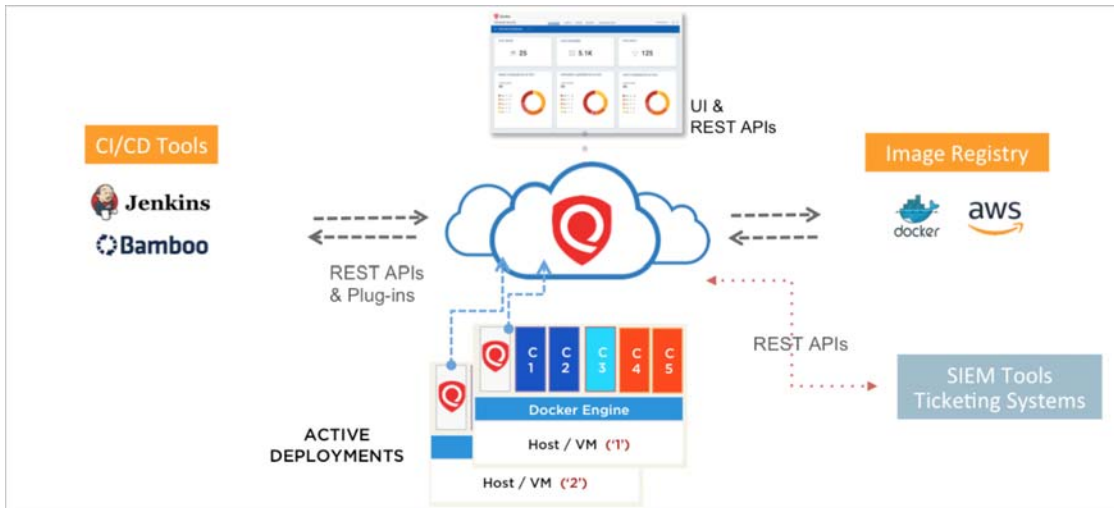 25
5.1K
125
UI &
REST APIs
CI/CD Tools
Jenkins
Bamboo
Image Registry
docker
aws
REST APIs
& Plug-ins
REST APIs
C
1
C
2
C
3
C
4
C
5
Docker Engine
Host / VM ('1')
ACTIVE
DEPLOYMENTS
Host / VM ('2')
SIEM Tools
Ticketing Systems